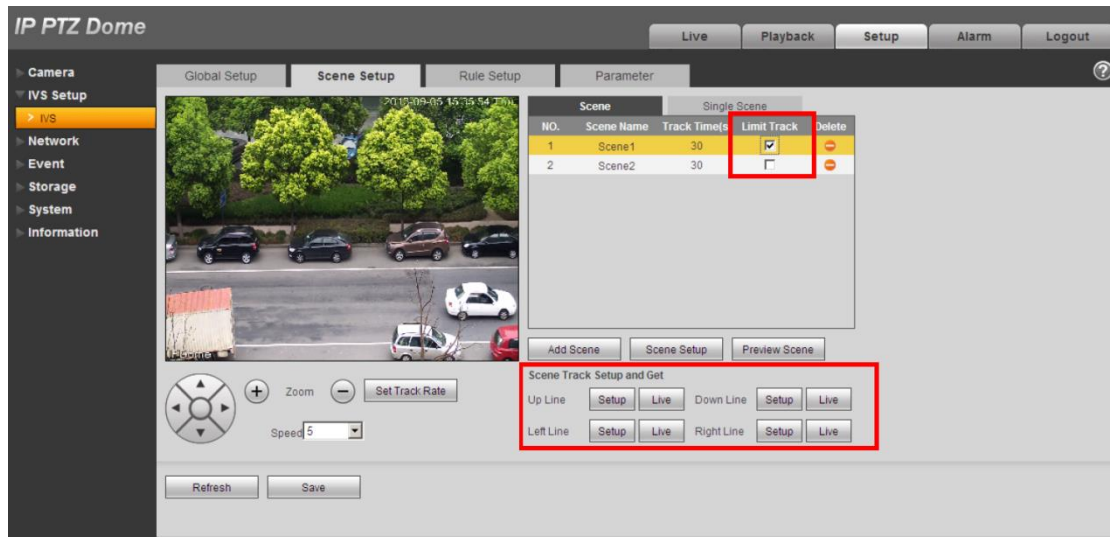 IP PTZ Dome
Live Playback Setup Alarm Logout
Camera
IVS Setup
> IVS
Network
Event
Storage
System
Information
Global Setup Scene Setup Rule Setup Parameter
?
Scene Single Scene
NO. Scene Name Track Time(s Limit Track Delete
1 Scene1 30
2 Scene2 30
Add Scene Scene Setup Preview Scene
Zoom Set Track Rate
Speed 5
Scene Track Setup and Get
Up Line Setup Live Down Line Setup Live
Left Line Setup Live Right Line Setup Live
Refresh Save